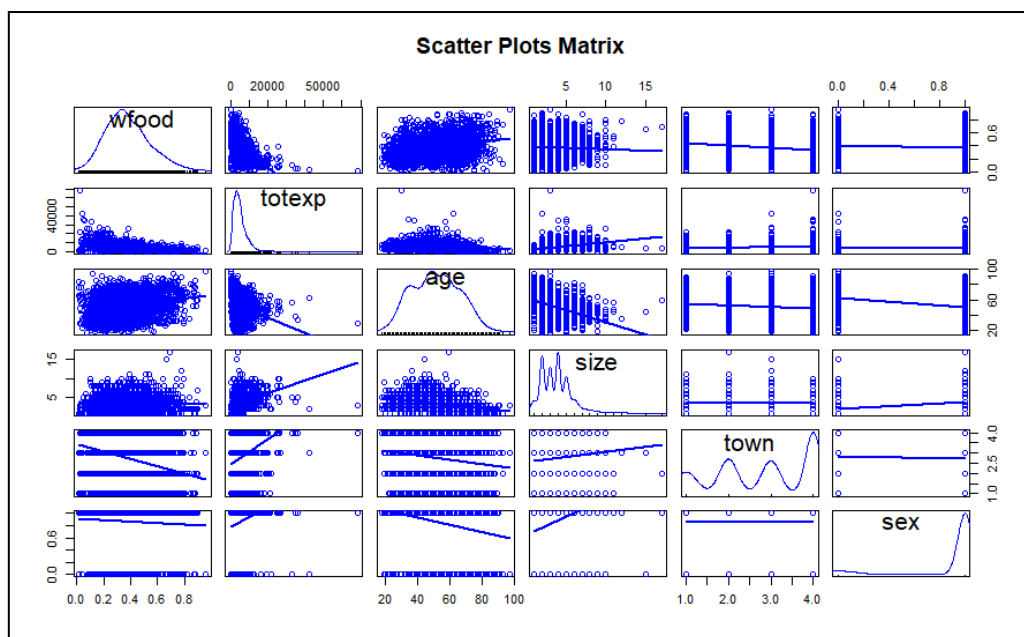 Scatter Plots Matrix
0 20000 50000
5 10 15
0.0 0.8
wfood
0.0 0.6
totexp
0 40000
age
20 60 100
size
5 15
town
1.0 2.5 4.0
sex
0.0 0.6
0.0 0.2 0.4 0.6 0.8
20 40 60 80 100
1.0 2.0 3.0 4.0